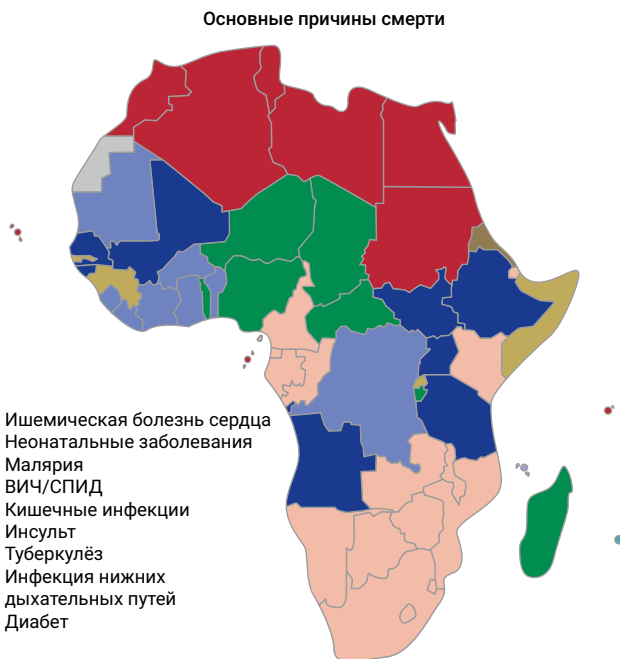 Основные причины смерти
Ишемическая болезнь сердца
Неонатальные заболевания
Малярия
ВИЧ/СПИД
Кишечные инфекции
Инсульт
Туберкулёз
Инфекция нижних
дыхательных путей
Диабет